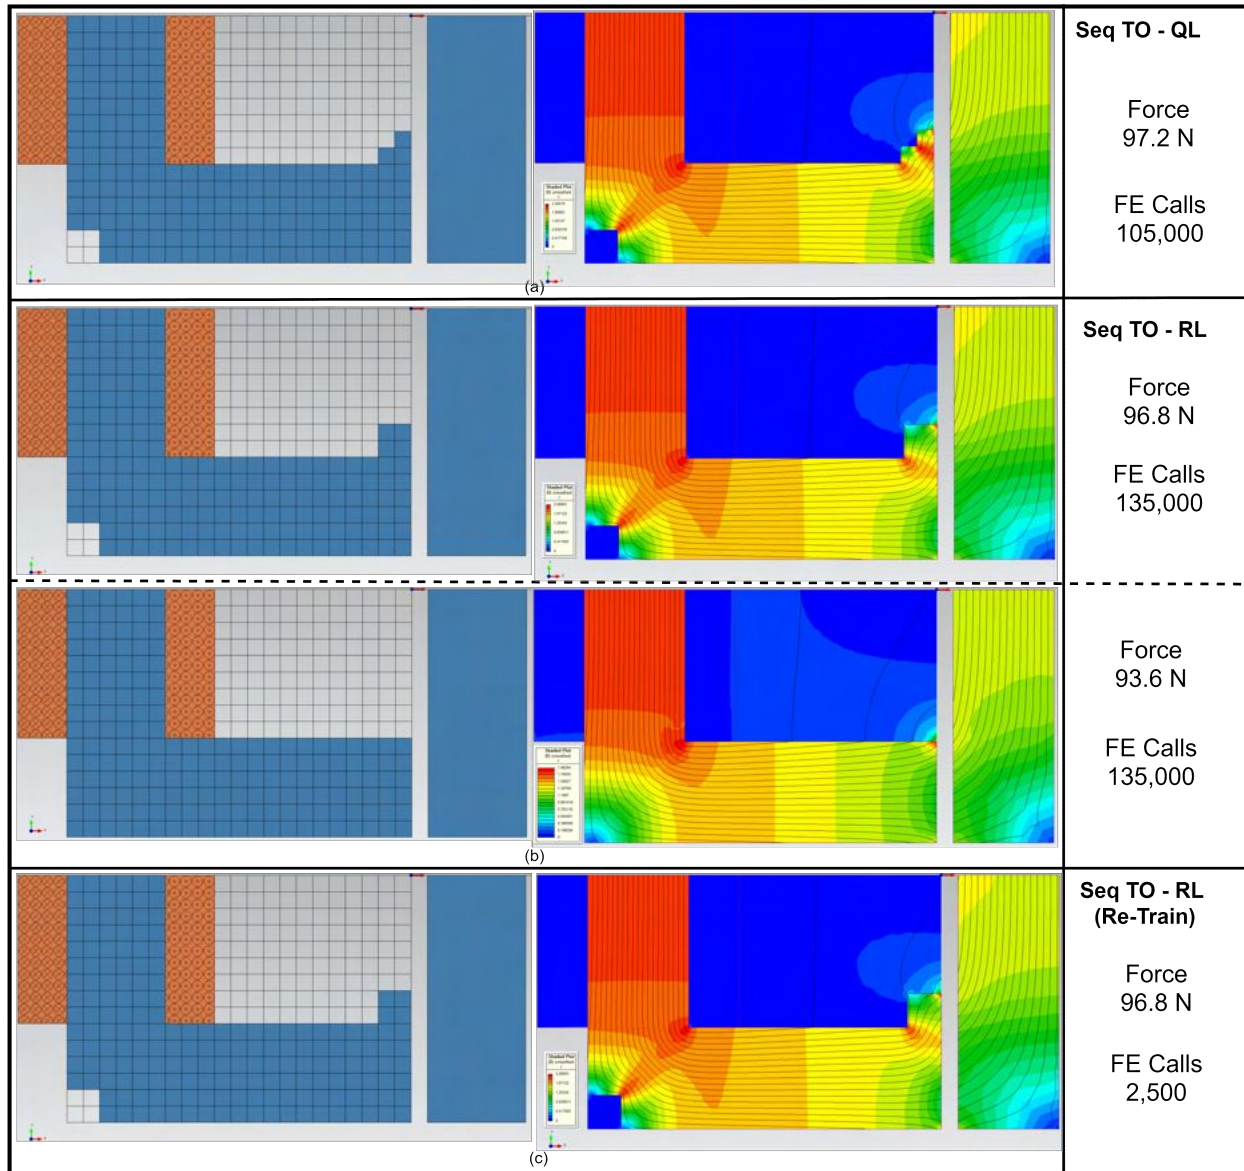 Seq TO - QL
Force
97.2 N
FE Calls
105,000
(a)
Seq TO - RL
Force
96.8 N
FE Calls
135,000
Force
93.6 N
FE Calls
135,000
(b)
Seq TO - RL
(Re-Train)
Force
96.8 N
FE Calls
2,500
(c)